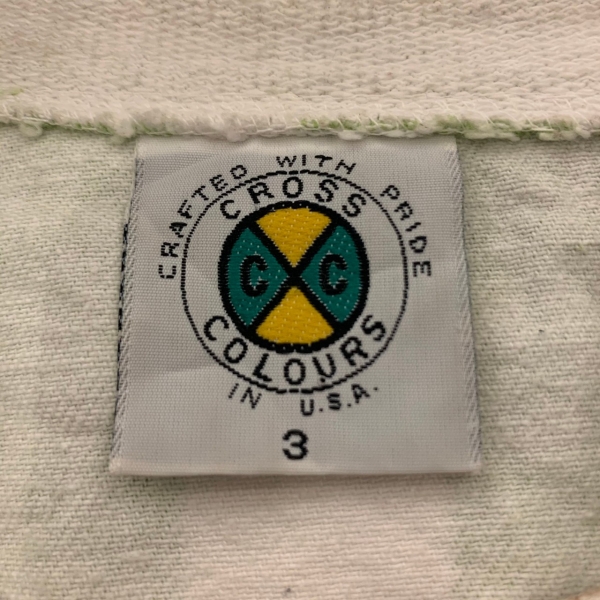 CRAFTED WITH PRIDE
CROSS
C C
COLOURS
IN U.S.A.
3